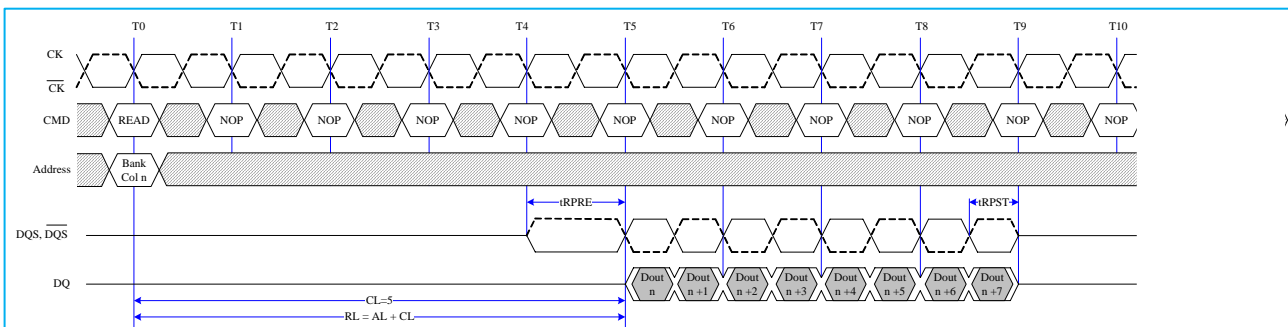 T0 T1 T2 T3 T4 T5 T6 T7 T8 T9 T10
CK
CK
CMD READ NOP NOP NOP NOP NOP NOP NOP NOP NOP NOP
Address Bank
Col n
tRPRE tRPST
DQS, DQS
DQ Dout Dout Dout Dout Dout Dout Dout Dout
n n +1 n +2 n +3 n +4 n +5 n +6 n +7
CL=5
RL = AL + CL